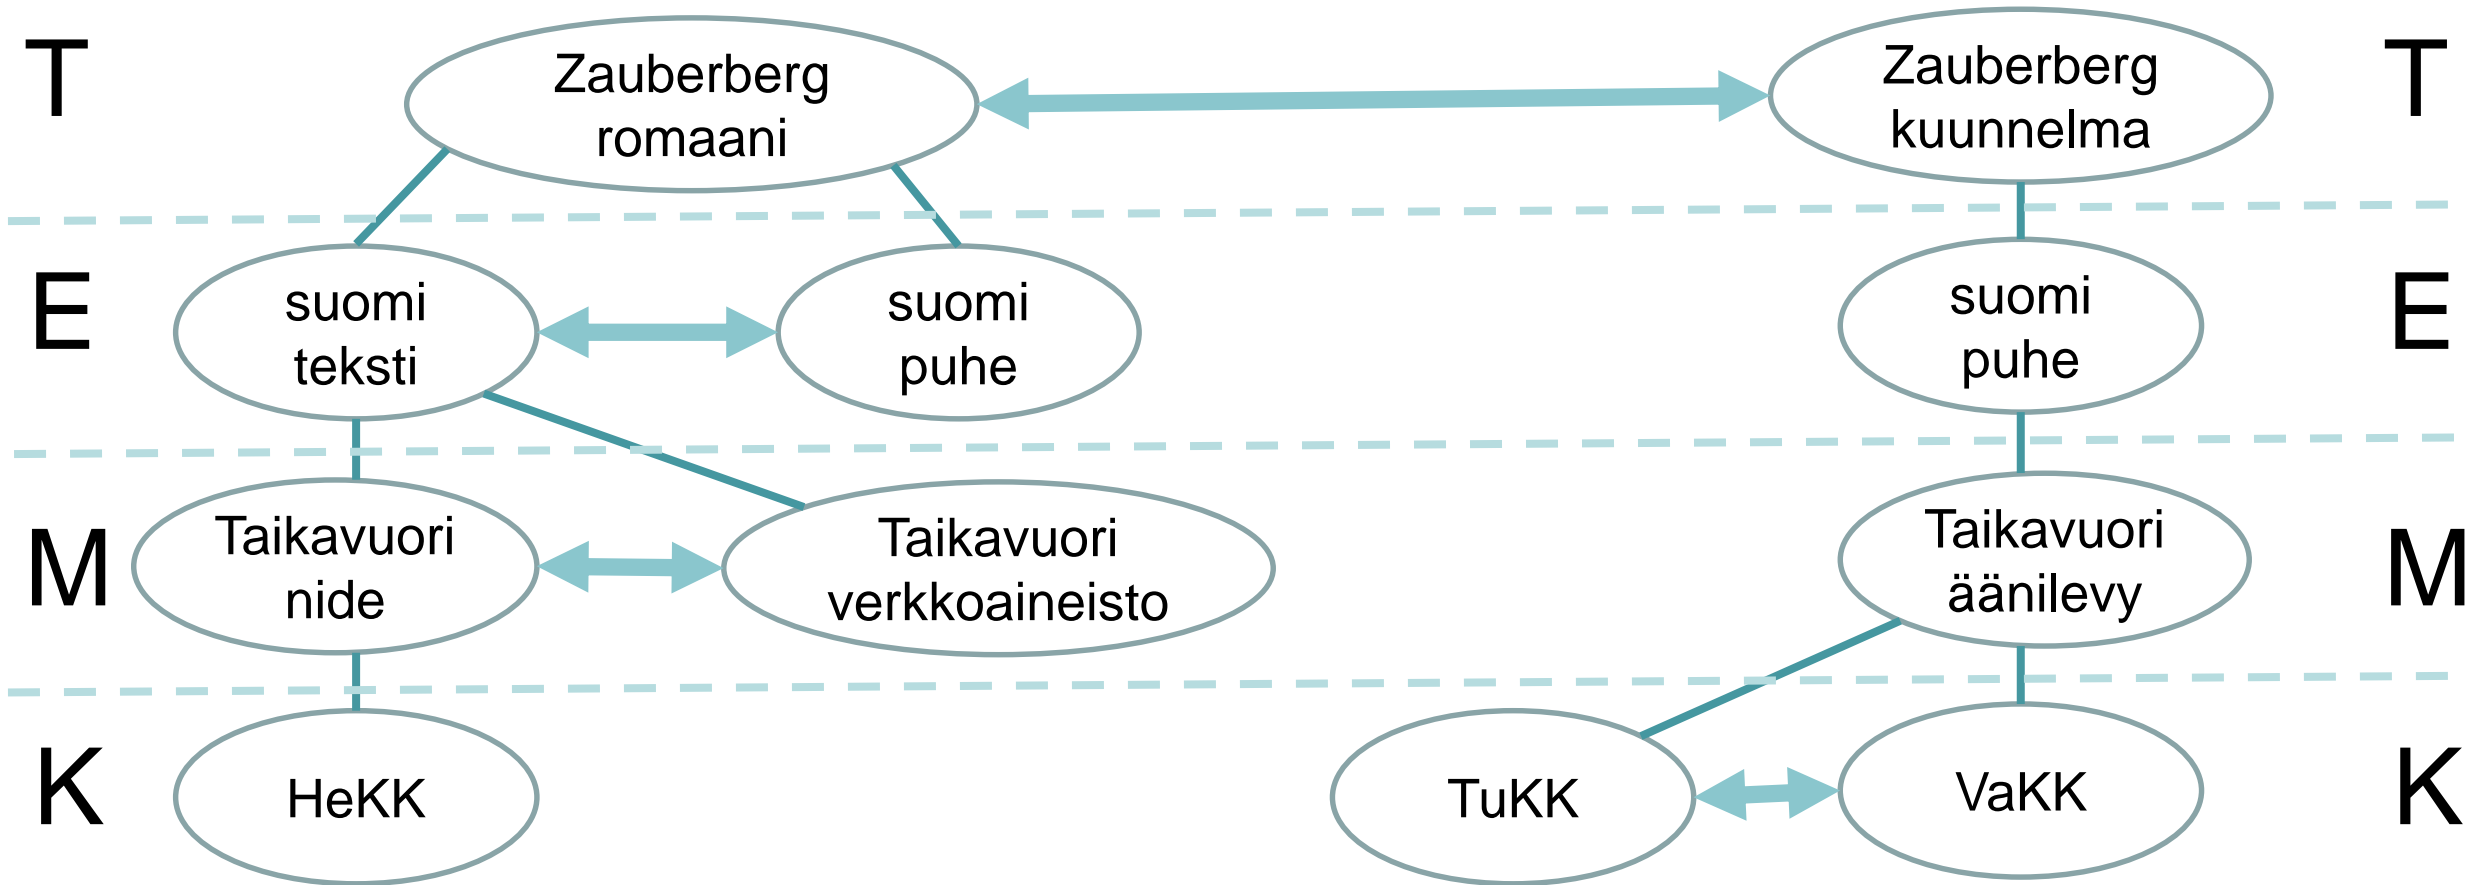 T
Zauberberg
romaani
Zauberberg
kuunnelma
T
E
suomi
teksti
suomi
puhe
suomi
puhe
E
M
Taikavuori
nide
Taikavuori
verkkoaineisto
Taikavuori
äänilevy
M
K
HeKK
TuKK
VaKK
K